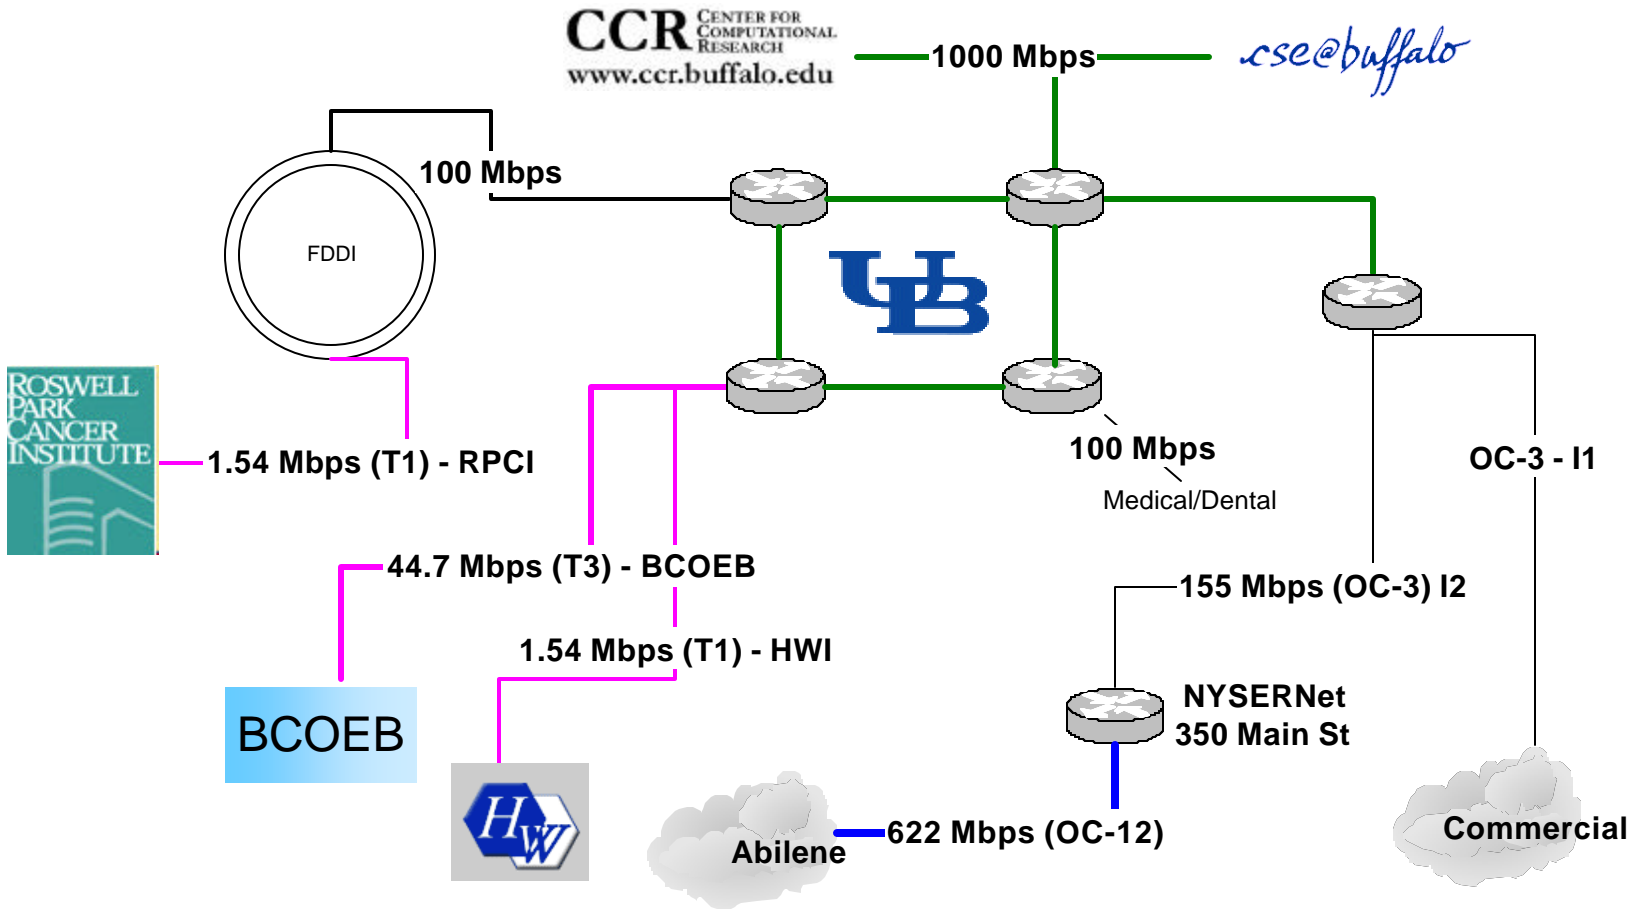 CCR CENTER FOR
COMPUTATIONAL
RESEARCH
www.ccr.buffalo.edu
1000 Mbps
cse@buffalo
100 Mbps
FDDI
UB
ROSWELL
PARK
CANCER
INSTITUTE
1.54 Mbps (T1) - RPCI
100 Mbps
Medical/Dental
OC-3 - I1
44.7 Mbps (T3) - BCOEB
155 Mbps (OC-3) I2
1.54 Mbps (T1) - HWI
BCOEB
NYSERNet
350 Main St
HW
Abilene
622 Mbps (OC-12)
Commercial